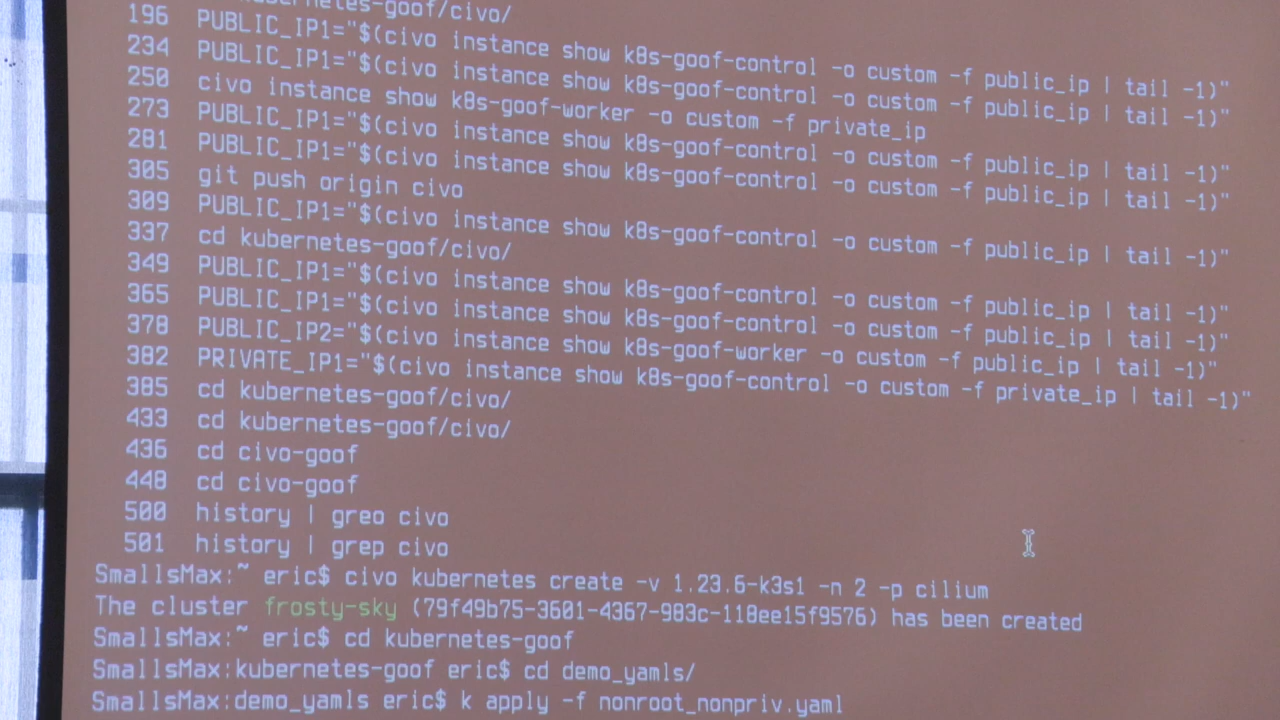 kubernetes-goof/civo/
196 PUBLIC_IP1="$(civo instance show k8s-goof-control -o custom -f public_ip | tail -1)"
234 PUBLIC_IP1="$(civo instance show k8s-goof-control -o custom -f public_ip | tail -1)"
250 civo instance show k8s-goof-worker -o custom -f private_ip
273 PUBLIC_IP1="$(civo instance show k8s-goof-control -o custom -f public_ip | tail -1)"
281 PUBLIC_IP1="$(civo instance show k8s-goof-control -o custom -f public_ip | tail -1)"
305 git push origin civo
309 PUBLIC_IP1="$(civo instance show k8s-goof-control -o custom -f public_ip | tail -1)"
337 cd kubernetes-goof/civo/
349 PUBLIC_IP1="$(civo instance show k8s-goof-control -o custom -f public_ip | tail -1)"
365 PUBLIC_IP1="$(civo instance show k8s-goof-control -o custom -f public_ip | tail -1)"
378 PUBLIC_IP2="$(civo instance show k8s-goof-worker -o custom -f public_ip | tail -1)"
382 PRIVATE_IP1="$(civo instance show k8s-goof-control -o custom -f private_ip | tail -1)"
385 cd kubernetes-goof/civo/
433 cd kubernetes-goof/civo/
436 cd civo-goof
448 cd civo-goof
500 history | greo civo
501 history | grep civo
SmallsMax:~ eric$ civo kubernetes create -v 1.23.6-k3s1 -n 2 -p cilium
The cluster frosty-sky (79f49b75-3601-4367-983c-118ee15f9576) has been created
SmallsMax:~ eric$ cd kubernetes-goof
SmallsMax:kubernetes-goof eric$ cd demo_yamls/
SmallsMax:demo_yamls eric$ k apply -f nonroot_nonpriv.yaml